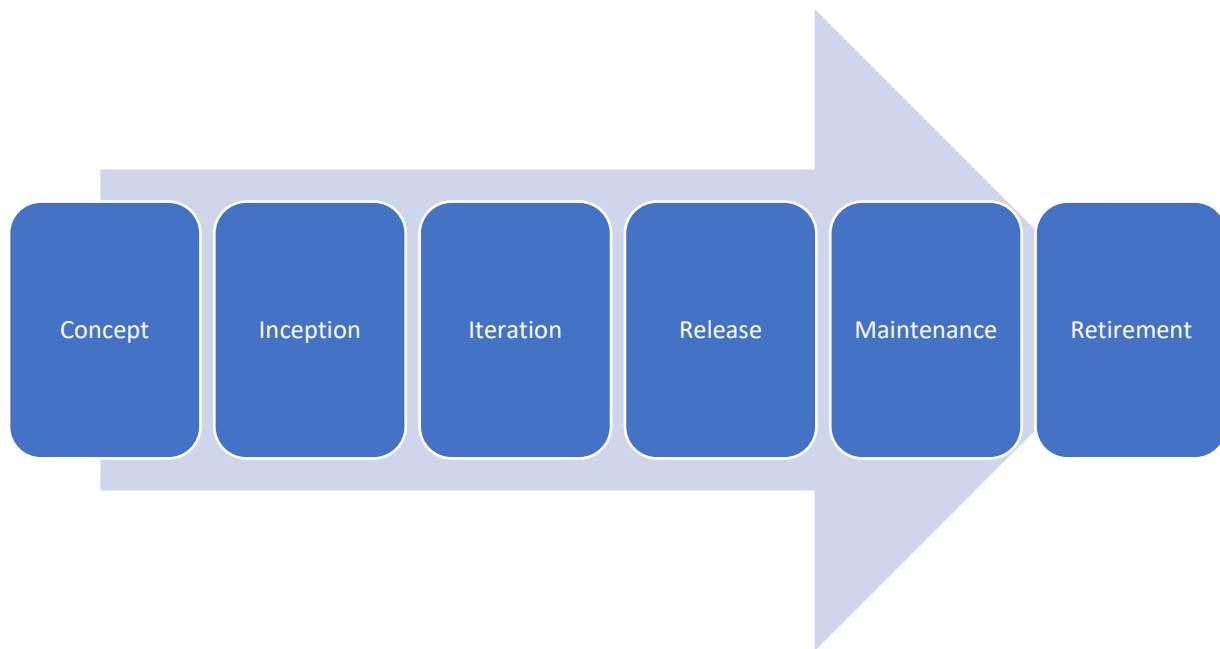 Concept
Inception
Iteration
Release
Maintenance
Retirement